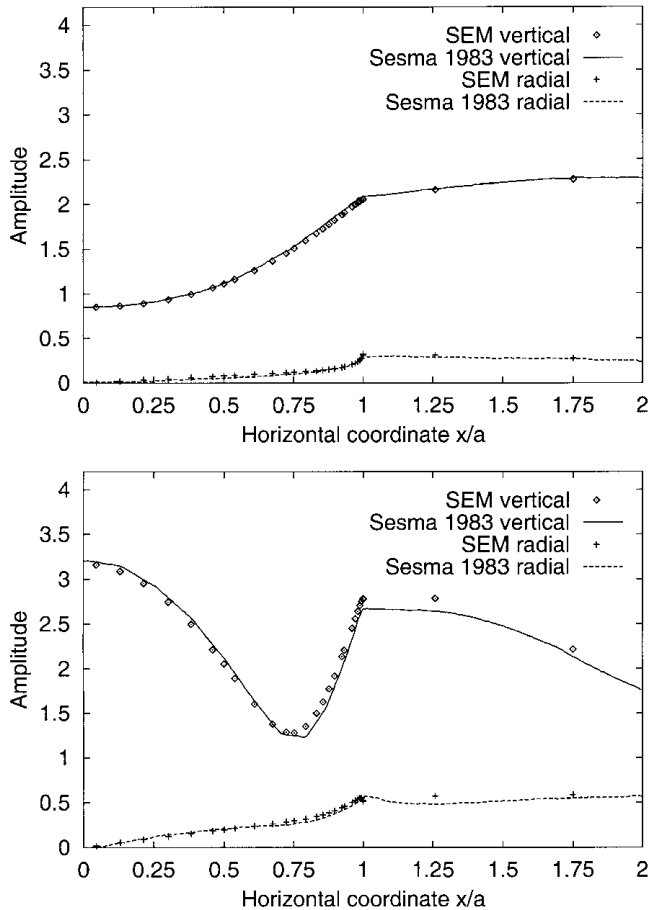 4
3.5
3
2.5
2
1.5
1
0.5
0
Amplitude
SEM vertical
Sesma 1983 vertical
SEM radial
Sesma 1983 radial
0 0.25 0.5 0.75 1 1.25 1.5 1.75 2
Horizontal coordinate x/a
4
3.5
3
2.5
2
1.5
1
0.5
0
Amplitude
SEM vertical
Sesma 1983 vertical
SEM radial
Sesma 1983 radial
0 0.25 0.5 0.75 1 1.25 1.5 1.75 2
Horizontal coordinate x/a